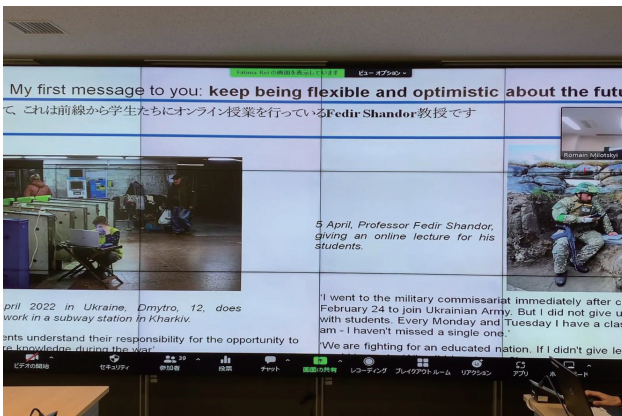 Fatima Rei の画面を表示しています
ビュー オプション
My first message to you: keep being flexible and optimistic about the futu
て、これは前線から学生たちにオンライン授業を行っているFedir Shandor教授です
Romain Milotskyi
5 April, Professor Fedir Shandor,
giving an online lecture for his
students.
pril 2022 in Ukraine, Dmytro, 12, does
work in a subway station in Kharkiv.
ents understand their responsibility for the opportunity to
re knowledge during the war'
'I went to the military commissariat immediately after c
February 24 to join Ukrainian Army. But I did not give u
with students. Every Monday and Tuesday I have a clas
am - I haven't missed a single one.'
'We are fighting for an educated nation. If I didn't give le
ビデオの開始
セキュリティ
参加者
39
投票
チャット
画面の共有
レコーディング
ブレイクアウト ルーム
リアクション
アプリ